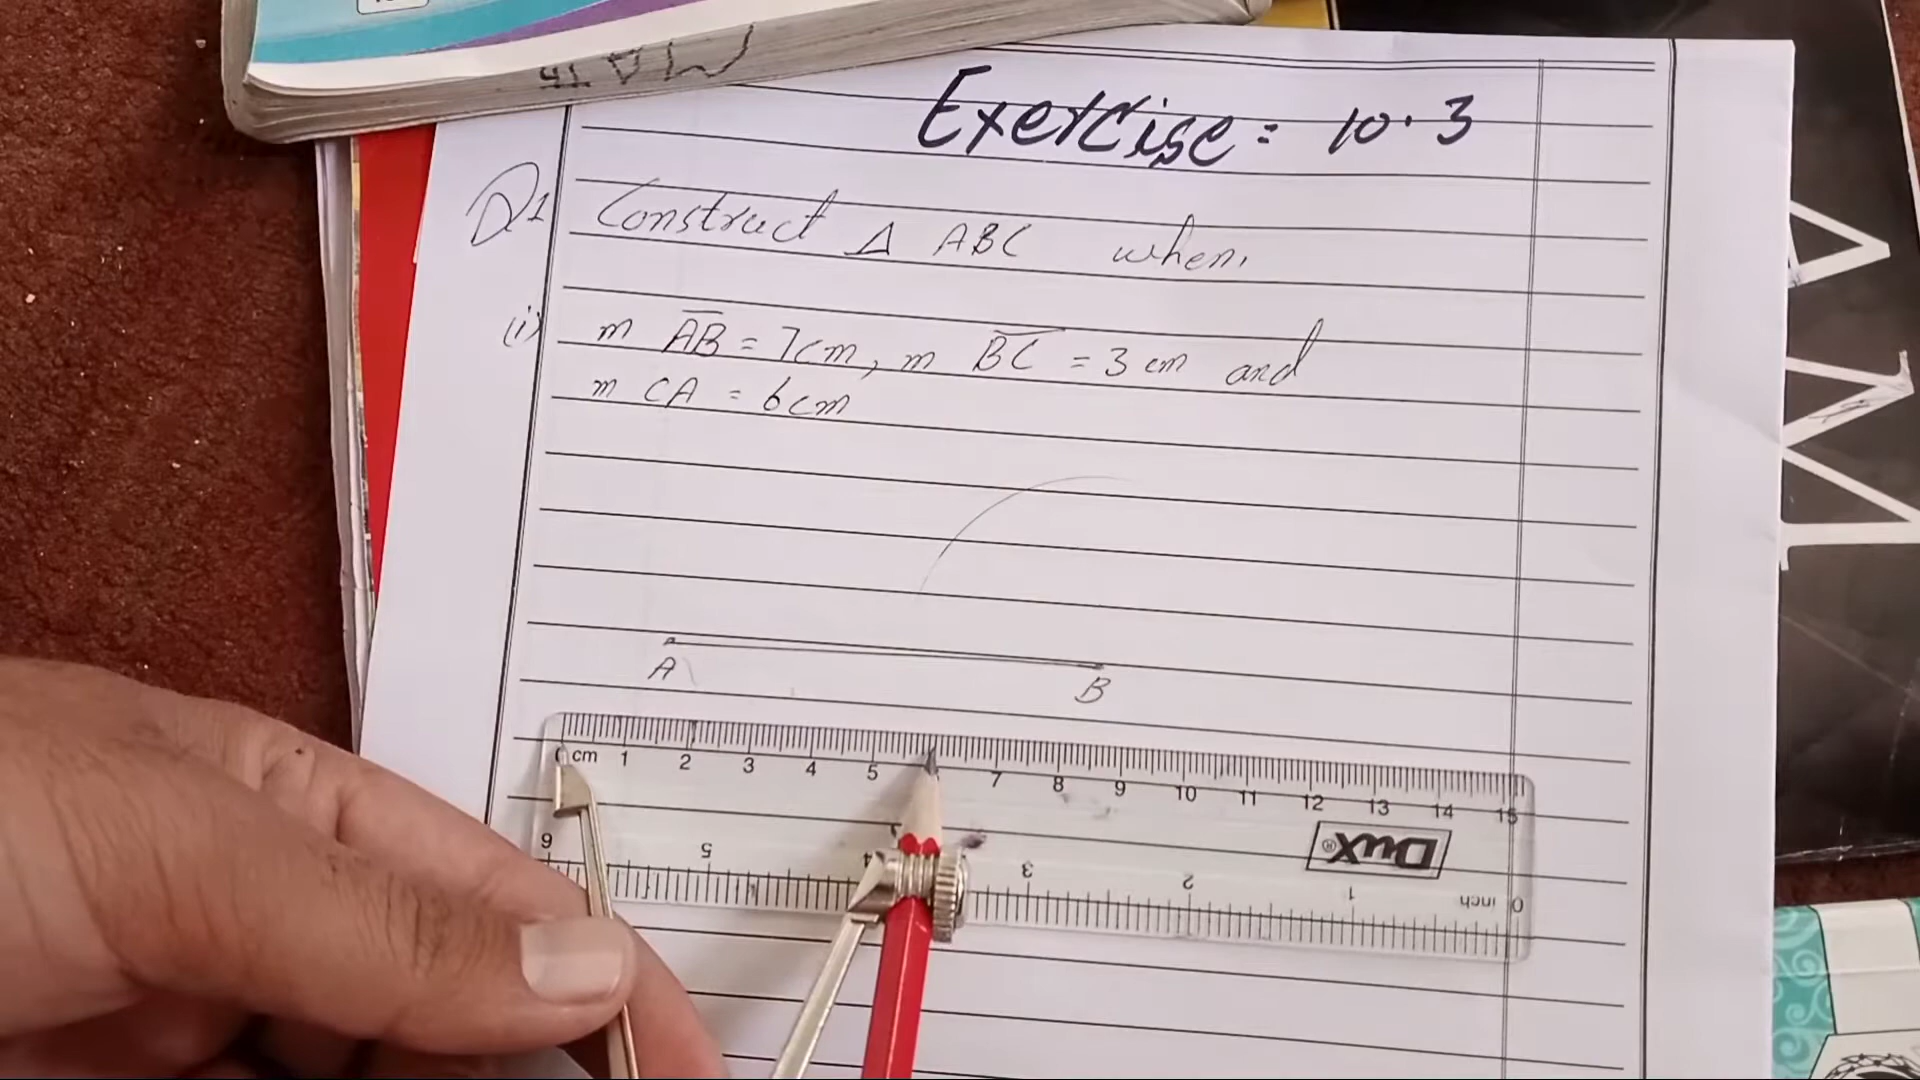 MATH
Exercise = 10.3
Q1 Construct Δ ABC when,
(i) m AB = 7cm, m BC = 3 cm and
m CA = 6cm
A
B
0 cm 1 2 3 4 5 7 8 9 10 11 12 13 14 15
Dux®
6 5 4 3 2 1 0 inch